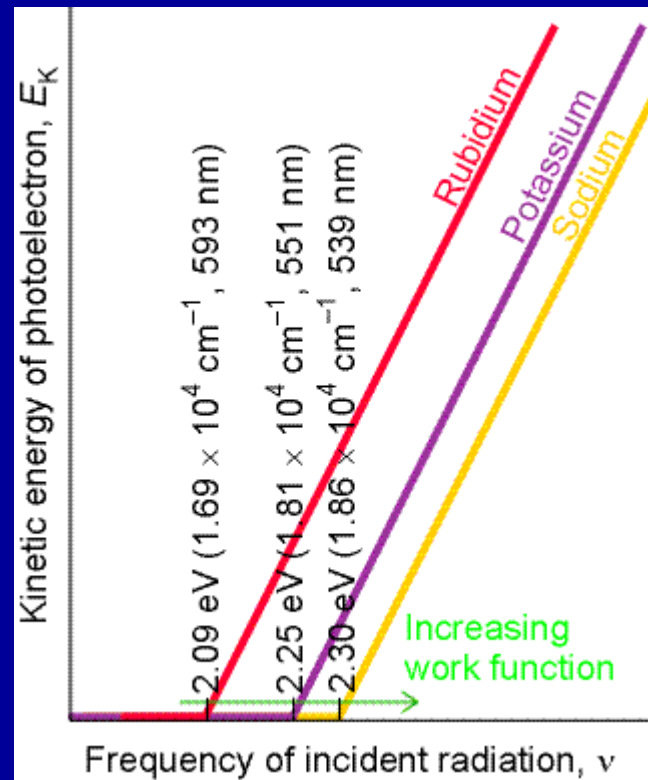 Kinetic energy of photoelectron, Eₖ
2.09 eV (1.69 × 10⁴ cm⁻¹, 593 nm)
2.25 eV (1.81 × 10⁴ cm⁻¹, 551 nm)
2.30 eV (1.86 × 10⁴ cm⁻¹, 539 nm)
Rubidium
Potassium
Sodium
Increasing
work function
Frequency of incident radiation, ν